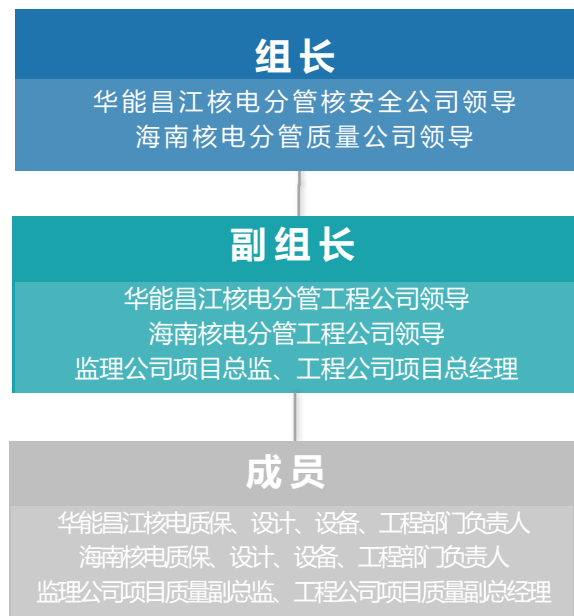 组长
华能昌江核电分管核安全公司领导
海南核电分管质量公司领导
副组长
华能昌江核电分管工程公司领导
海南核电分管工程公司领导
监理公司项目总监、工程公司项目总经理
成员
华能昌江核电质保、设计、设备、工程部门负责人
海南核电质保、设计、设备、工程部门负责人
监理公司项目质量副总监、工程公司项目质量副总经理